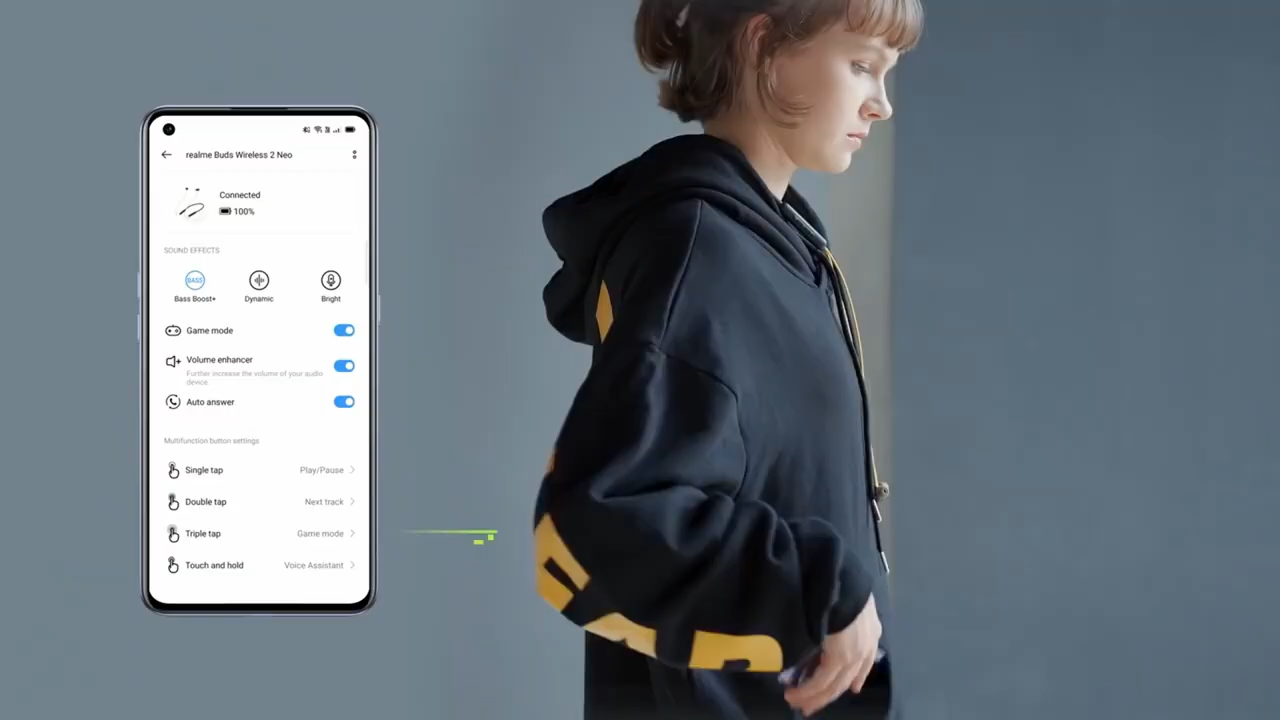 realme Buds Wireless 2 Neo
Connected
100%
SOUND EFFECTS
BASS
Bass Boost+
Dynamic
Bright
Game mode
Volume enhancer
Further increase the volume of your audio
device.
Auto answer
Multifunction button settings
Single tap Play/Pause
Double tap Next track
Triple tap Game mode
Touch and hold Voice Assistant